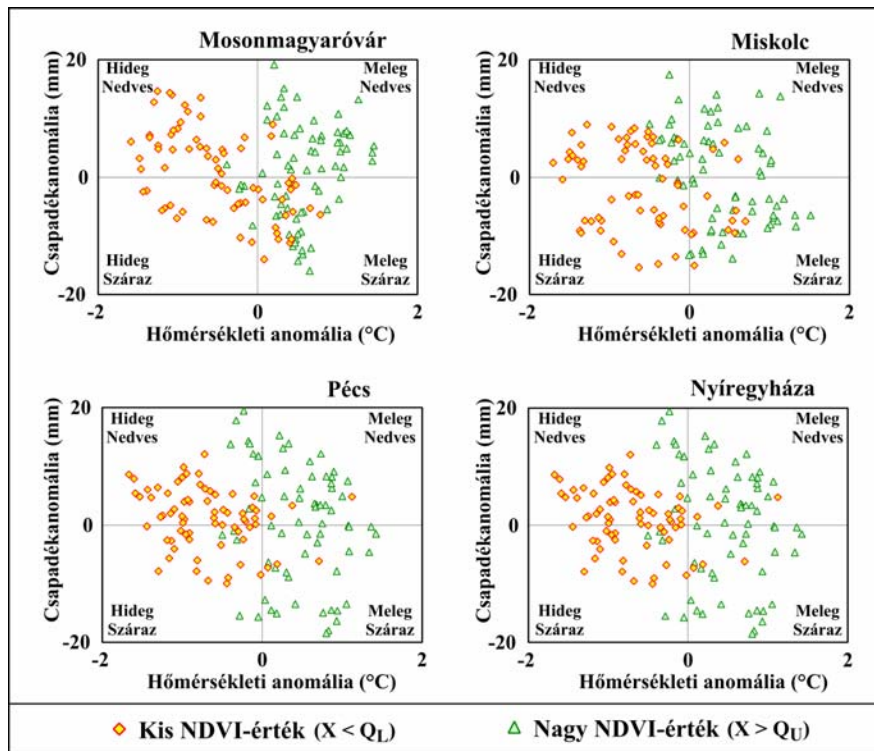 Mosonmagyaróvár
20
Hideg
Nedves
Meleg
Nedves
Csapadékanomália (mm)
0
Hideg
Száraz
Meleg
Száraz
-20
-2
0
2
Hőmérsékleti anomália (°C)
Miskolc
20
Hideg
Nedves
Meleg
Nedves
Csapadékanomália (mm)
0
Hideg
Száraz
Meleg
Száraz
-20
-2
0
2
Hőmérsékleti anomália (°C)
Pécs
20
Hideg
Nedves
Meleg
Nedves
Csapadékanomália (mm)
0
Hideg
Száraz
Meleg
Száraz
-20
-2
0
2
Hőmérsékleti anomália (°C)
Nyíregyháza
20
Hideg
Nedves
Meleg
Nedves
Csapadékanomália (mm)
0
Hideg
Száraz
Meleg
Száraz
-20
-2
0
2
Hőmérsékleti anomália (°C)
Kis NDVI-érték (X < QL)
Nagy NDVI-érték (X > QU)